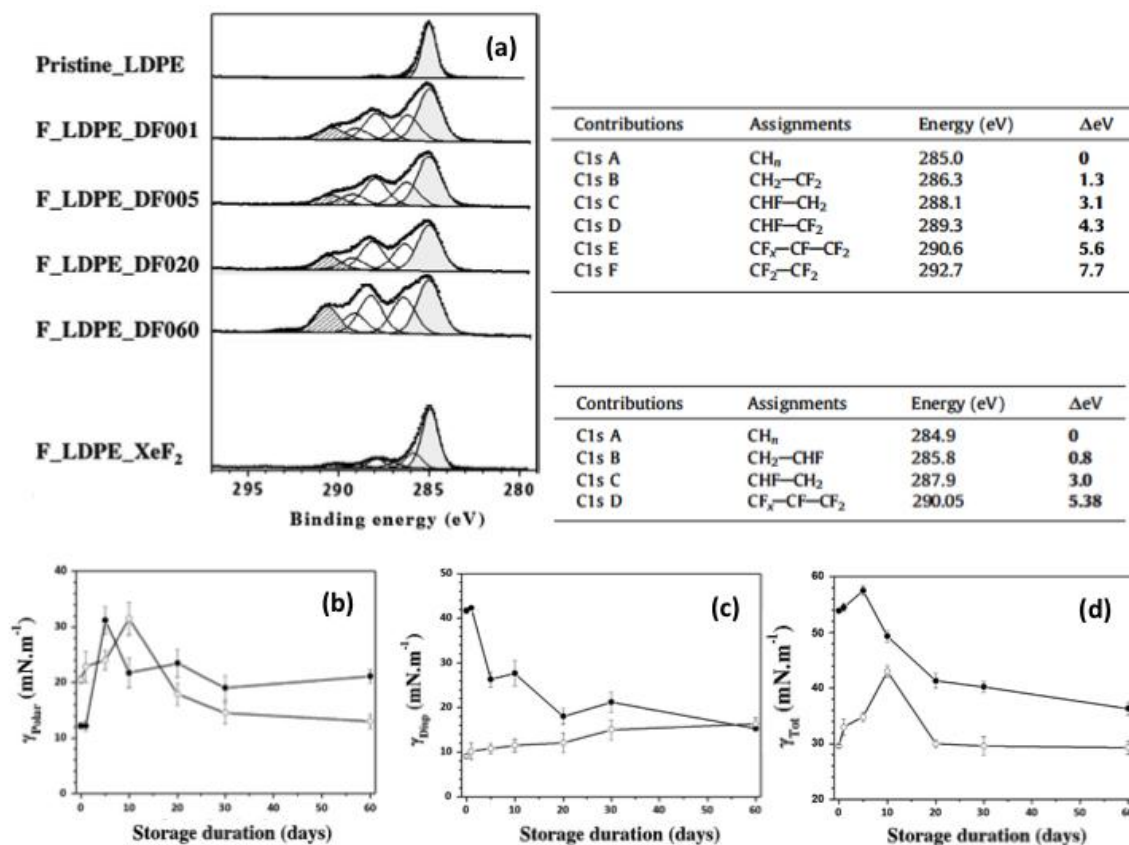 (a)
Pristine_LDPE
F_LDPE_DF001
F_LDPE_DF005
F_LDPE_DF020
F_LDPE_DF060
F_LDPE_XeF₂
295 290 285 280
Binding energy (eV)
Contributions Assignments Energy (eV) ΔeV
C1s A CHₙ 285.0 0
C1s B CH₂—CF₂ 286.3 1.3
C1s C CHF—CH₂ 288.1 3.1
C1s D CHF—CF₂ 289.3 4.3
C1s E CFₓ—CF—CF₂ 290.6 5.6
C1s F CF₂—CF₂ 292.7 7.7
Contributions Assignments Energy (eV) ΔeV
C1s A CHₙ 284.9 0
C1s B CH₂—CHF 285.8 0.8
C1s C CHF—CH₂ 287.9 3.0
C1s D CFₓ—CF—CF₂ 290.05 5.38
(b)
γPolar (mN.m⁻¹)
40
30
20
10
0
0 10 20 30 40 50 60
Storage duration (days)
(c)
γDisp (mN.m⁻¹)
50
40
30
20
10
0
0 10 20 30 40 50 60
Storage duration (days)
(d)
γTot (mN.m⁻¹)
60
50
40
30
20
0 10 20 30 40 50 60
Storage duration (days)